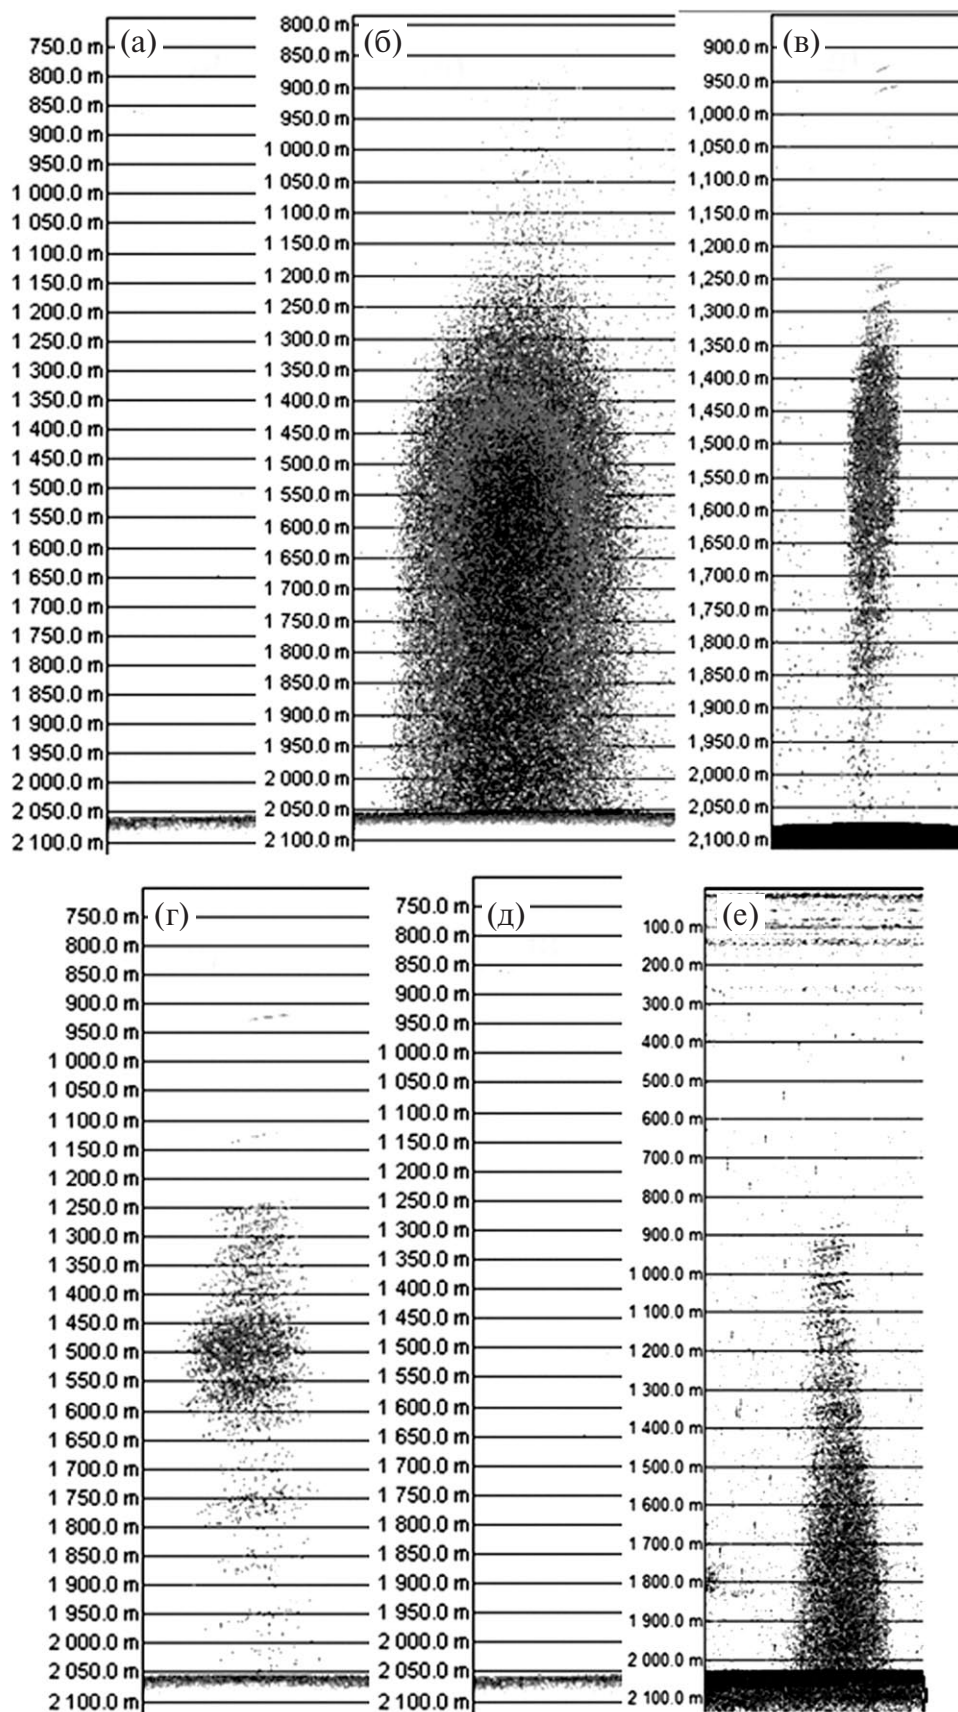 (а)
750.0 m
800.0 m
850.0 m
900.0 m
950.0 m
1 000.0 m
1 050.0 m
1 100.0 m
1 150.0 m
1 200.0 m
1 250.0 m
1 300.0 m
1 350.0 m
1 400.0 m
1 450.0 m
1 500.0 m
1 550.0 m
1 600.0 m
1 650.0 m
1 700.0 m
1 750.0 m
1 800.0 m
1 850.0 m
1 900.0 m
1 950.0 m
2 000.0 m
2 050.0 m
2 100.0 m
(б)
800.0 m
850.0 m
900.0 m
950.0 m
1 000.0 m
1 050.0 m
1 100.0 m
1 150.0 m
1 200.0 m
1 250.0 m
1 300.0 m
1 350.0 m
1 400.0 m
1 450.0 m
1 500.0 m
1 550.0 m
1 600.0 m
1 650.0 m
1 700.0 m
1 750.0 m
1 800.0 m
1 850.0 m
1 900.0 m
1 950.0 m
2 000.0 m
2 050.0 m
2 100.0 m
(в)
900.0 m
950.0 m
1,000.0 m
1,050.0 m
1,100.0 m
1,150.0 m
1,200.0 m
1,250.0 m
1,300.0 m
1,350.0 m
1,400.0 m
1,450.0 m
1,500.0 m
1,550.0 m
1,600.0 m
1,650.0 m
1,700.0 m
1,750.0 m
1,800.0 m
1,850.0 m
1,900.0 m
1,950.0 m
2,000.0 m
2,050.0 m
2,100.0 m
(г)
750.0 m
800.0 m
850.0 m
900.0 m
950.0 m
1 000.0 m
1 050.0 m
1 100.0 m
1 150.0 m
1 200.0 m
1 250.0 m
1 300.0 m
1 350.0 m
1 400.0 m
1 450.0 m
1 500.0 m
1 550.0 m
1 600.0 m
1 650.0 m
1 700.0 m
1 750.0 m
1 800.0 m
1 850.0 m
1 900.0 m
1 950.0 m
2 000.0 m
2 050.0 m
2 100.0 m
(д)
750.0 m
800.0 m
850.0 m
900.0 m
950.0 m
1 000.0 m
1 050.0 m
1 100.0 m
1 150.0 m
1 200.0 m
1 250.0 m
1 300.0 m
1 350.0 m
1 400.0 m
1 450.0 m
1 500.0 m
1 550.0 m
1 600.0 m
1 650.0 m
1 700.0 m
1 750.0 m
1 800.0 m
1 850.0 m
1 900.0 m
1 950.0 m
2 000.0 m
2 050.0 m
2 100.0 m
(е)
100.0 m
200.0 m
300.0 m
400.0 m
500.0 m
600.0 m
700.0 m
800.0 m
900.0 m
1 000.0 m
1 100.0 m
1 200.0 m
1 300.0 m
1 400.0 m
1 500.0 m
1 600.0 m
1 700.0 m
1 800.0 m
1 900.0 m
2 000.0 m
2 100.0 m